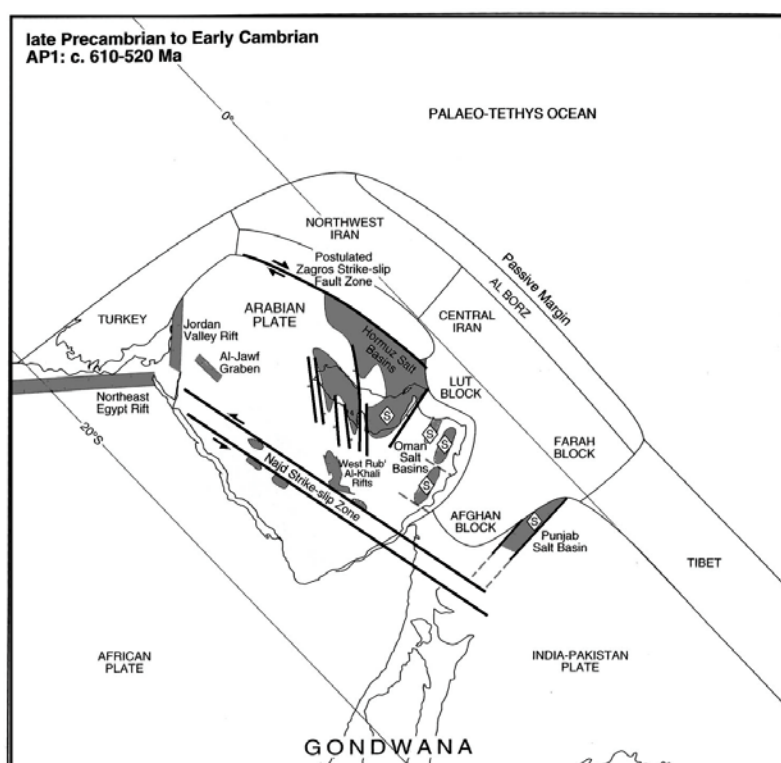 late Precambrian to Early Cambrian
AP1: c. 610-520 Ma
0°
PALAEO-TETHYS OCEAN
NORTHWEST
IRAN
Postulated
Zagros Strike-slip
Fault Zone
Passive Margin
AL BORZ
CENTRAL
IRAN
TURKEY
Jordan
Valley Rift
ARABIAN
PLATE
Al-Jawf
Graben
Hormuz Salt
Basins
Northeast
Egypt Rift
LUT
BLOCK
20°S
S
Oman
Salt
Basins
S
S
S
FARAH
BLOCK
West Rub'
Al-Khali
Rifts
Najd Strike-slip Zone
AFGHAN
BLOCK
S
Punjab
Salt Basin
TIBET
AFRICAN
PLATE
INDIA-PAKISTAN
PLATE
GONDWANA